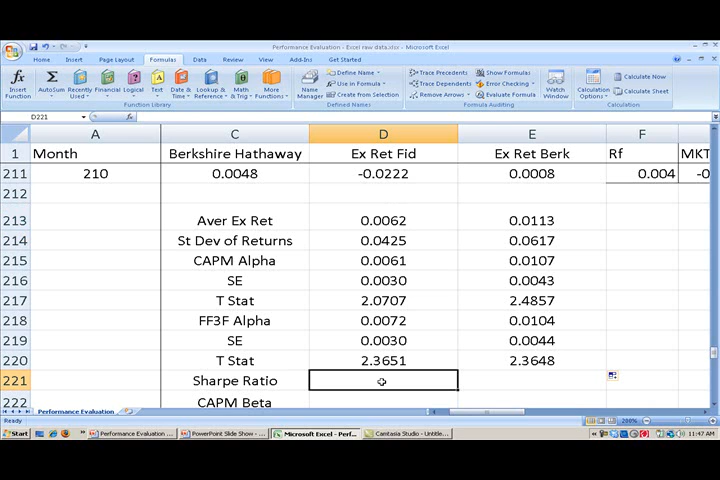 Performance Evaluation - Excel raw data.xlsx - Microsoft Excel
Home Insert Page Layout Formulas Data Review View Add-Ins Get Started
fx Insert Function
Σ AutoSum
Recently Used
Financial
Logical
Text
Date & Time
Lookup & Reference
Math & Trig
More Functions
Function Library
Name Manager
Define Name
Use in Formula
Create from Selection
Defined Names
Trace Precedents Show Formulas
Trace Dependents Error Checking
Remove Arrows Evaluate Formula
Formula Auditing
Watch Window
Calculation Options
Calculate Now
Calculate Sheet
Calculation
D221 fx
A C D E F
1 Month Berkshire Hathaway Ex Ret Fid Ex Ret Berk Rf MKT
211 210 0.0048 -0.0222 0.0008 0.004 -0
212
213 Aver Ex Ret 0.0062 0.0113
214 St Dev of Returns 0.0425 0.0617
215 CAPM Alpha 0.0061 0.0107
216 SE 0.0030 0.0043
217 T Stat 2.0707 2.4857
218 FF3F Alpha 0.0072 0.0104
219 SE 0.0030 0.0044
220 T Stat 2.3651 2.3648
221 Sharpe Ratio
222 CAPM Beta
Performance Evaluation
Ready 200%
Start Performance Evaluation ... PowerPoint Slide Show - ... Microsoft Excel - Perf... Camtasia Studio - Untitle... 11:47 AM